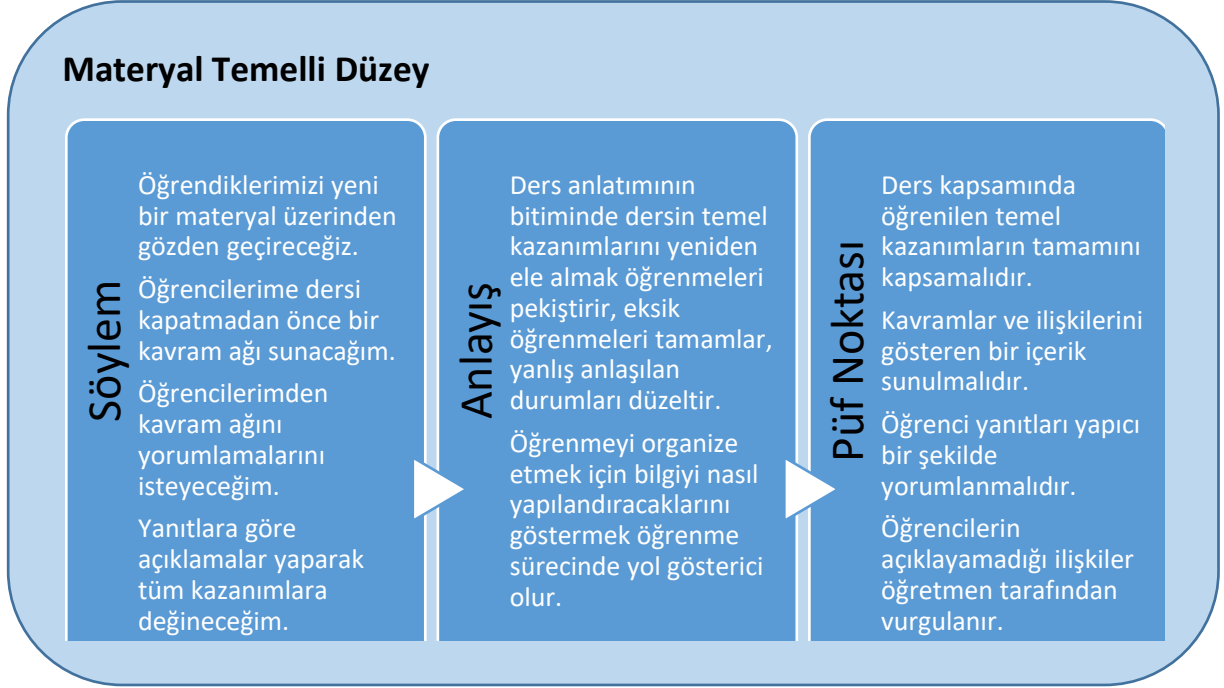 Materyal Temelli Düzey
Söylem
Öğrendiklerimizi yeni
bir materyal üzerinden
gözden geçireceğiz.
Öğrencilerime dersi
kapatmadan önce bir
kavram ağı sunacağım.
Öğrencilerimden
kavram ağını
yorumlamalarını
isteyeceğim.
Yanıtlara göre
açıklamalar yaparak
tüm kazanımlara
değineceğim.
Anlayış
Ders anlatımının
bitiminde dersin temel
kazanımlarını yeniden
ele almak öğrenmeleri
pekiştirir, eksik
öğrenmeleri tamamlar,
yanlış anlaşılan
durumları düzeltir.
Öğrenmeyi organize
etmek için bilgiyi nasıl
yapılandıracaklarını
göstermek öğrenme
sürecinde yol gösterici
olur.
Püf Noktası
Ders kapsamında
öğrenilen temel
kazanımların tamamını
kapsamalıdır.
Kavramlar ve ilişkilerini
gösteren bir içerik
sunulmalıdır.
Öğrenci yanıtları yapıcı
bir şekilde
yorumlanmalıdır.
Öğrencilerin
açıklayamadığı ilişkiler
öğretmen tarafından
vurgulanır.